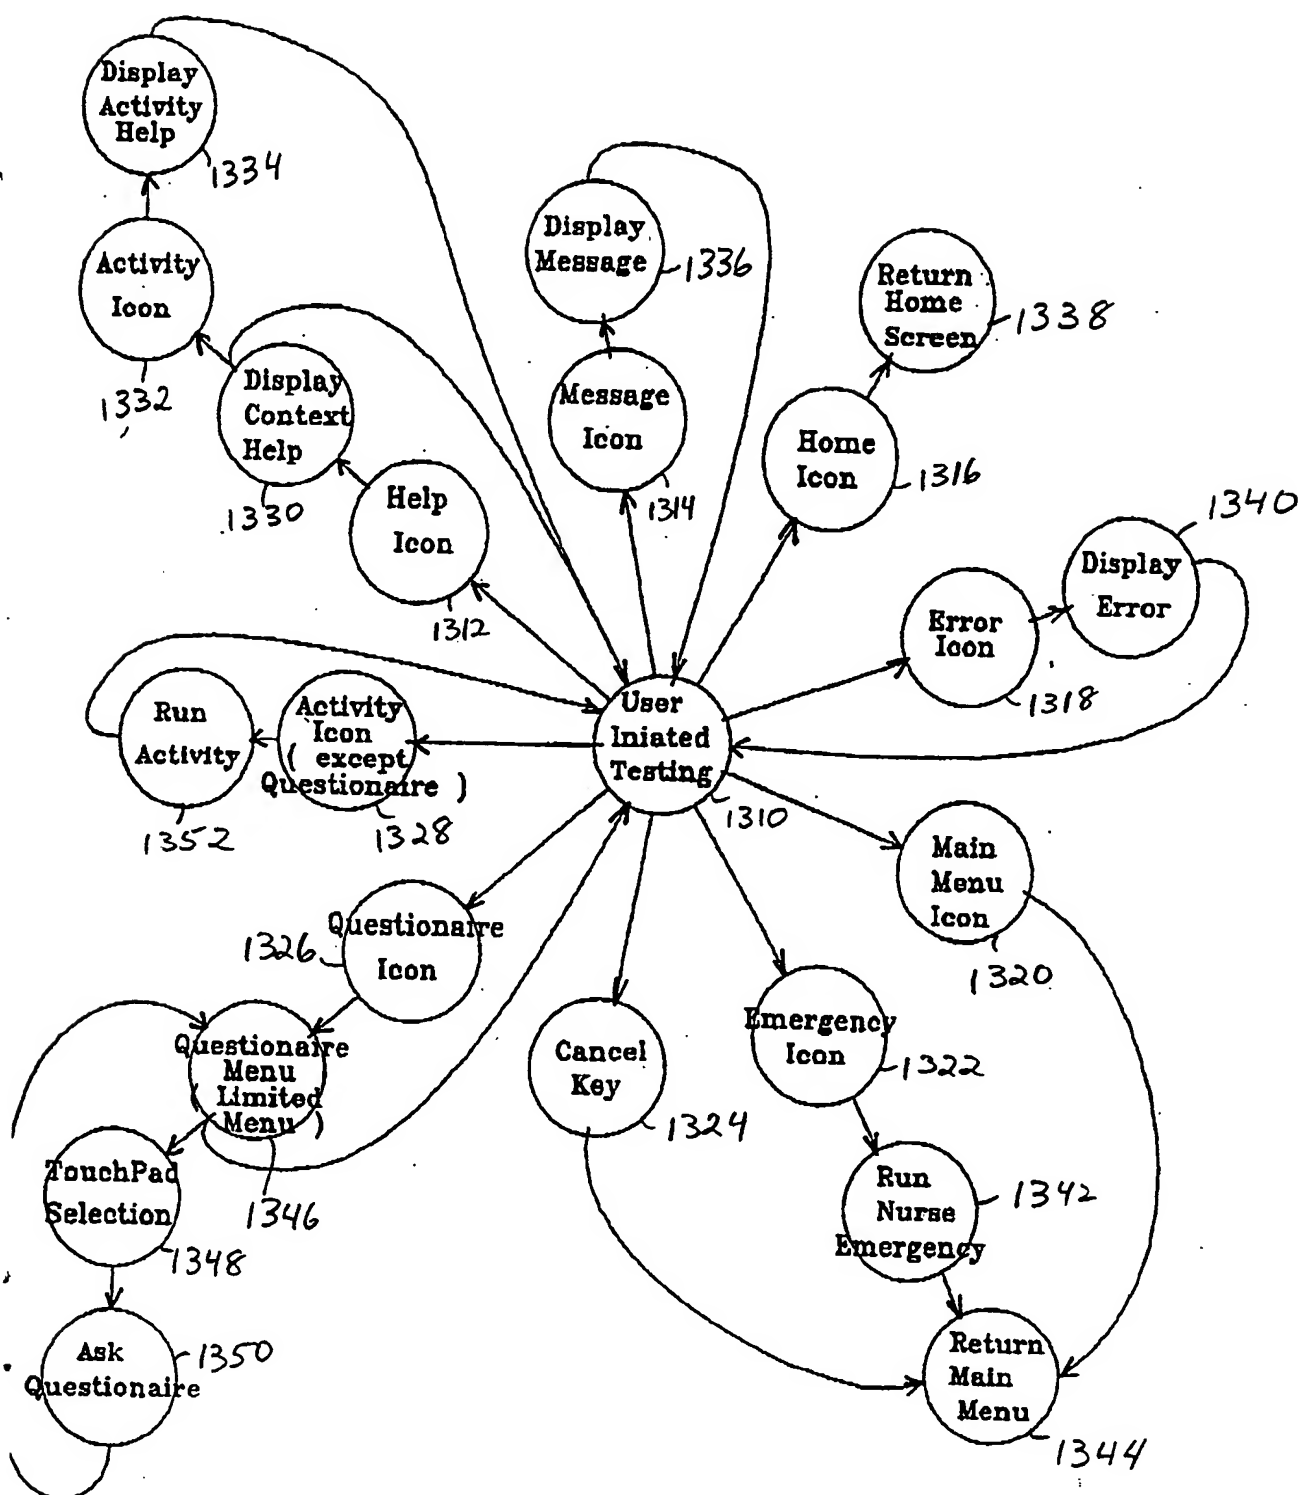 Display
Activity
Help
1334
Activity
Icon
1332
Display
Context
Help
1330
Help
Icon
1312
Display
Message
1336
Message
Icon
1314
Return
Home
Screen
1338
Home
Icon
1316
1340
Display
Error
Error
Icon
1318
User
Iniated
Testing
1310
Activity
Icon
( except
Questionaire )
1328
Run
Activity
1352
Main
Menu
Icon
1320
Questionaire
Icon
1326
Questionaire
Menu
( Limited
Menu )
1346
TouchPad
Selection
1348
Ask
Questionaire
1350
Cancel
Key
1324
Emergency
Icon
1322
Run
Nurse
Emergency
1342
Return
Main
Menu
1344